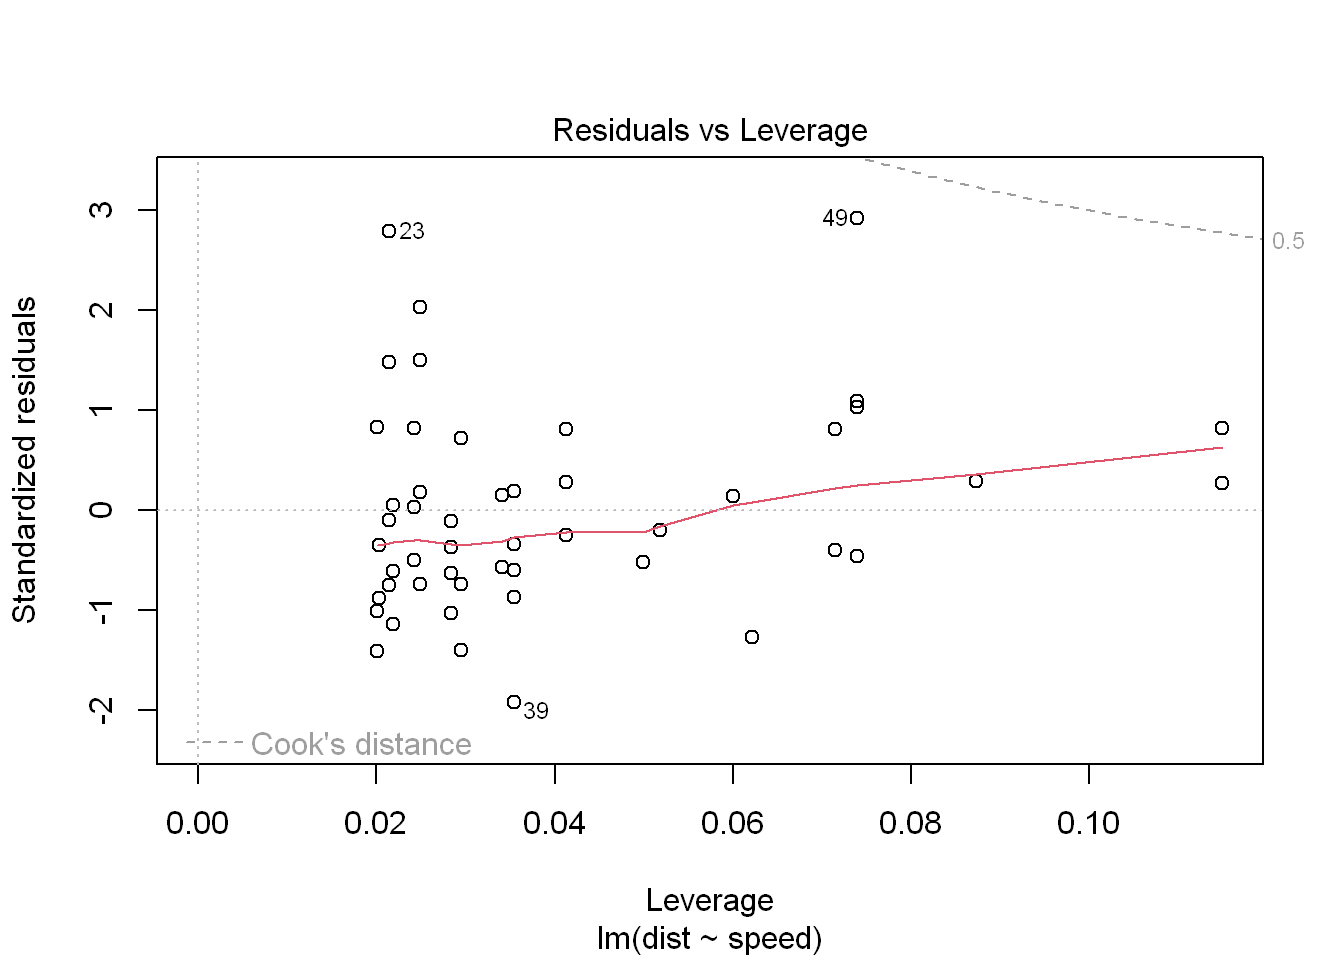 Residuals vs Leverage
Standardized residuals
3
2
1
0
-1
-2
23
49
39
0.5
Cook's distance
0.00 0.02 0.04 0.06 0.08 0.10
Leverage
lm(dist ~ speed)